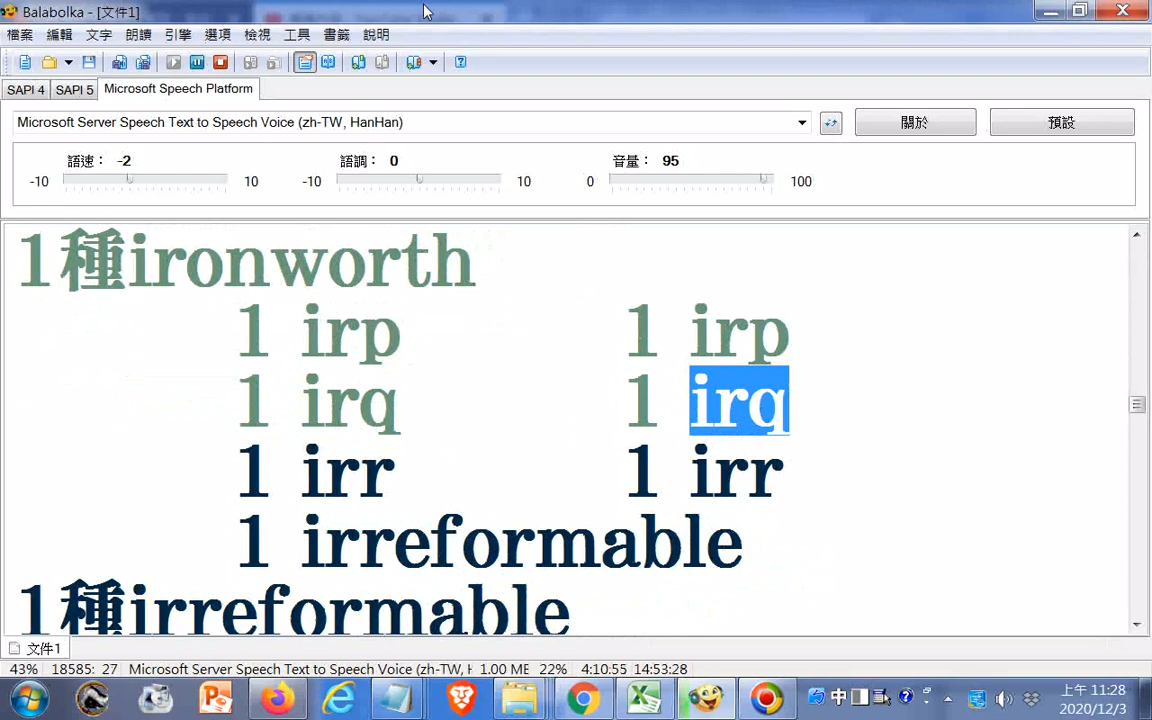 Balabolka - [文件1]
檔案 編輯 文字 朗讀 引擎 選項 檢視 工具 書籤 說明
SAPI 4 SAPI 5 Microsoft Speech Platform
Microsoft Server Speech Text to Speech Voice (zh-TW, HanHan) 關於 預設
語速： -2 語調： 0 音量： 95
-10 10 -10 10 0 100
1種ironworth
1 irp 1 irp
1 irq 1 irq
1 irr 1 irr
1 irreformable
1種irreformable
文件1
43% 18585: 27 Microsoft Server Speech Text to Speech Voice (zh-TW, 1.00 ME 22% 4:10:55 14:53:28
中 上午 11:28
2020/12/3